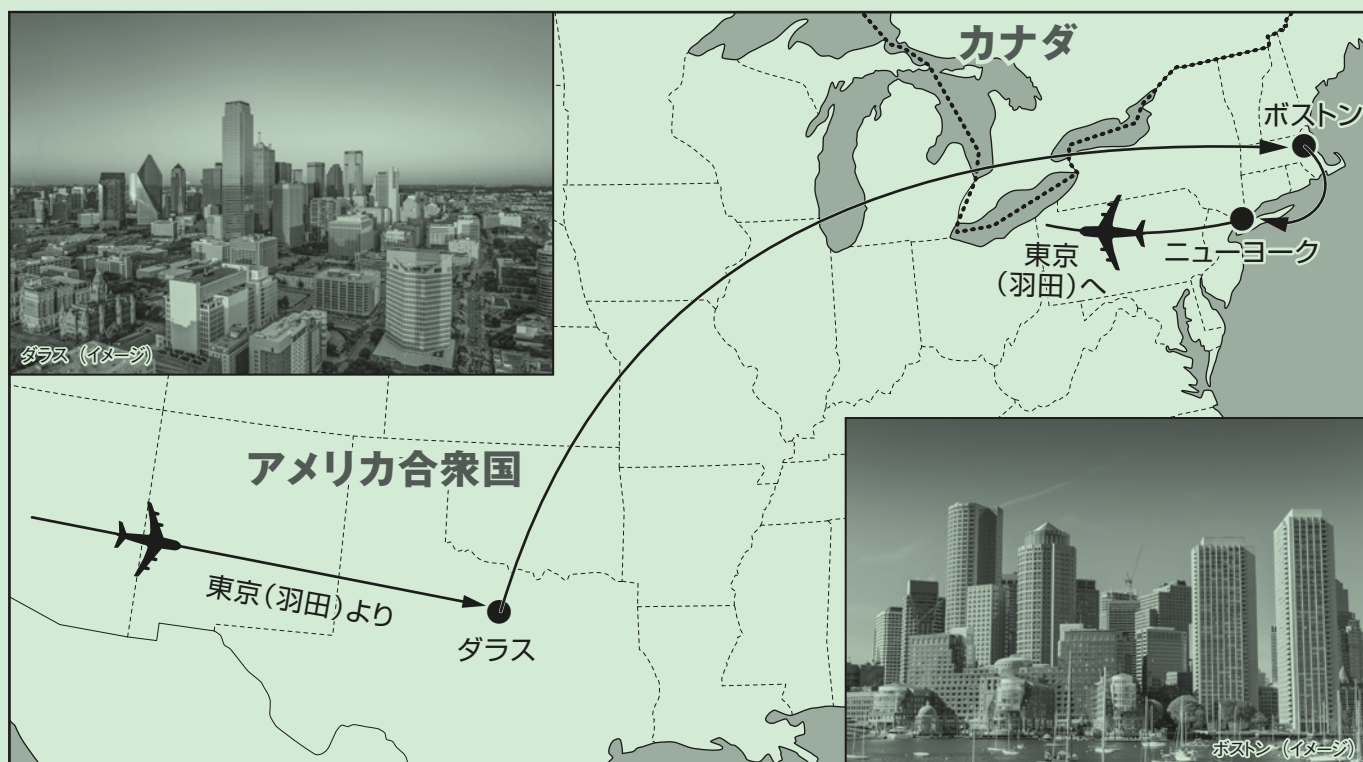 カナダ
ボストン
ニューヨーク
東京
(羽田)へ
ダラス (イメージ)
アメリカ合衆国
東京(羽田)より
ダラス
ボストン (イメージ)